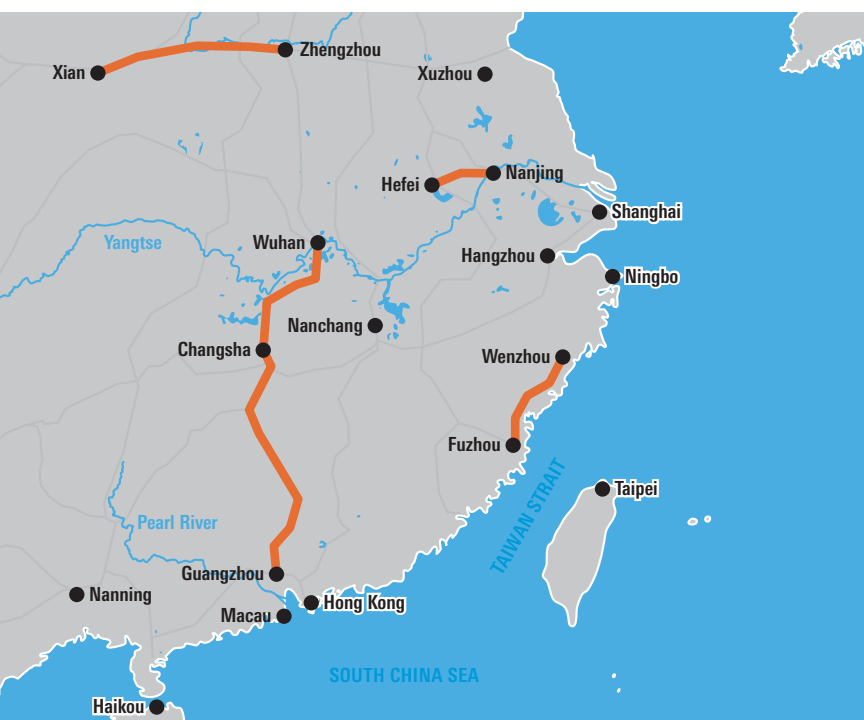 Zhengzhou
Xian
Xuzhou
Nanjing
Hefei
Shanghai
Yangtse
Wuhan
Hangzhou
Ningbo
Nanchang
Changsha
Wenzhou
Fuzhou
TAIWAN STRAIT
Taipei
Pearl River
Guangzhou
Nanning
Hong Kong
Macau
SOUTH CHINA SEA
Haikou